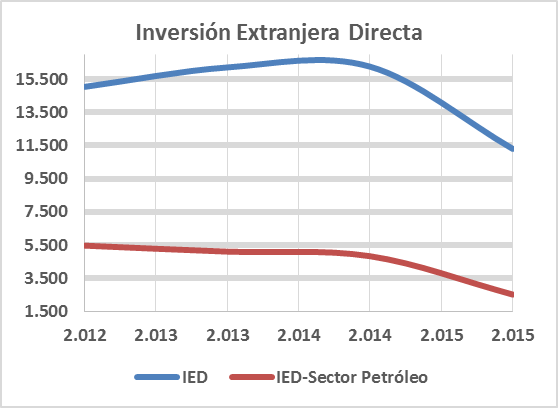 Inversión Extranjera Directa
15.500
13.500
11.500
9.500
7.500
5.500
3.500
1.500
2.012 2.013 2.013 2.014 2.014 2.015 2.015
IED IED-Sector Petróleo